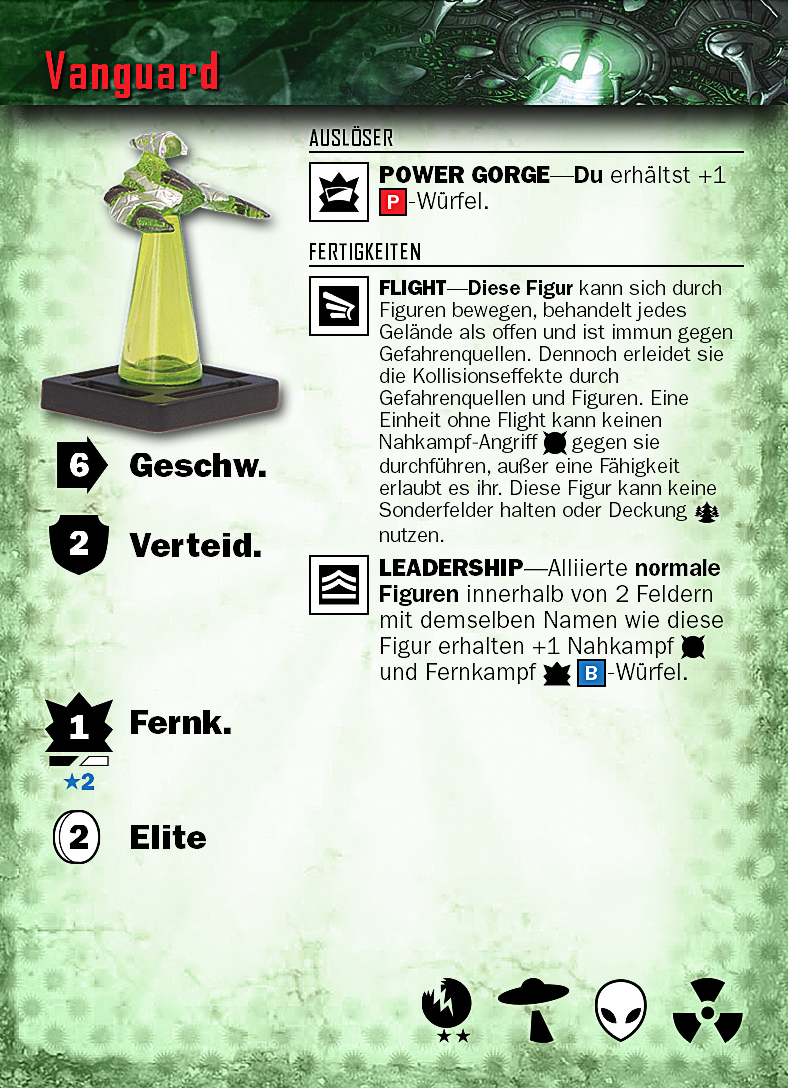 Vanguard
AUSLÖSER
POWER GORGE—Du erhältst +1
P-Würfel.
FERTIGKEITEN
FLIGHT—Diese Figur kann sich durch
Figuren bewegen, behandelt jedes
Gelände als offen und ist immun gegen
Gefahrenquellen. Dennoch erleidet sie
die Kollisionseffekte durch
Gefahrenquellen und Figuren. Eine
Einheit ohne Flight kann keinen
Nahkampf-Angriff gegen sie
durchführen, außer eine Fähigkeit
erlaubt es ihr. Diese Figur kann keine
Sonderfelder halten oder Deckung
nutzen.
LEADERSHIP—Alliierte normale
Figuren innerhalb von 2 Feldern
mit demselben Namen wie diese
Figur erhalten +1 Nahkampf
und Fernkampf B-Würfel.
6 Geschw.
2 Verteid.
1 Fernk.
★2
2 Elite